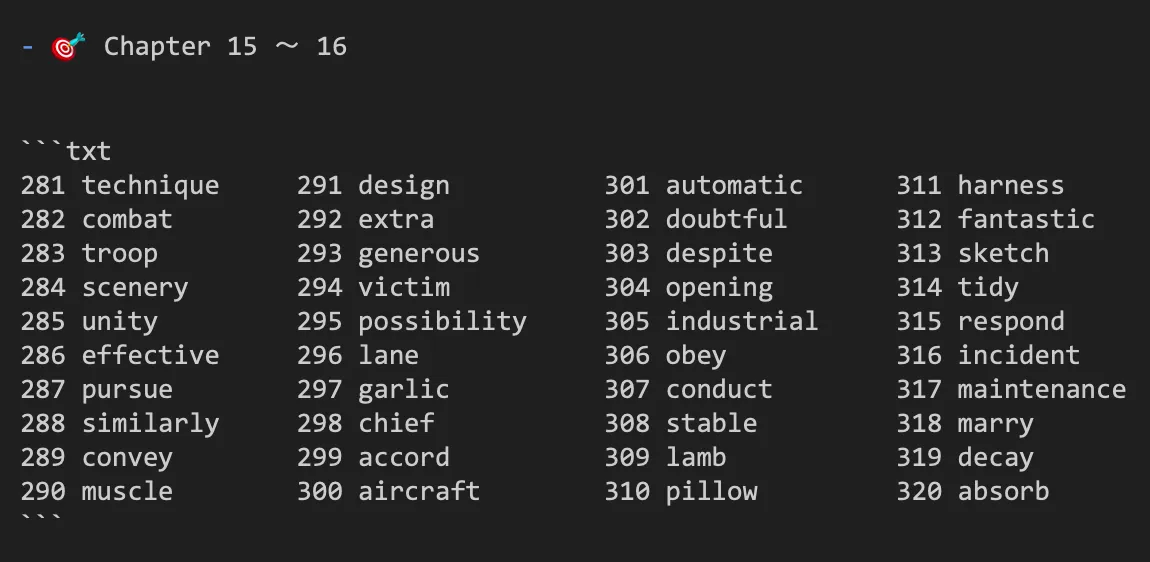 - 🎯 Chapter 15 ～ 16
```txt
281 technique     291 design          301 automatic      311 harness
282 combat        292 extra           302 doubtful       312 fantastic
283 troop         293 generous        303 despite        313 sketch
284 scenery       294 victim          304 opening        314 tidy
285 unity         295 possibility     305 industrial     315 respond
286 effective     296 lane            306 obey           316 incident
287 pursue        297 garlic          307 conduct        317 maintenance
288 similarly     298 chief           308 stable         318 marry
289 convey        299 accord          309 lamb           319 decay
290 muscle        300 aircraft        310 pillow         320 absorb
```